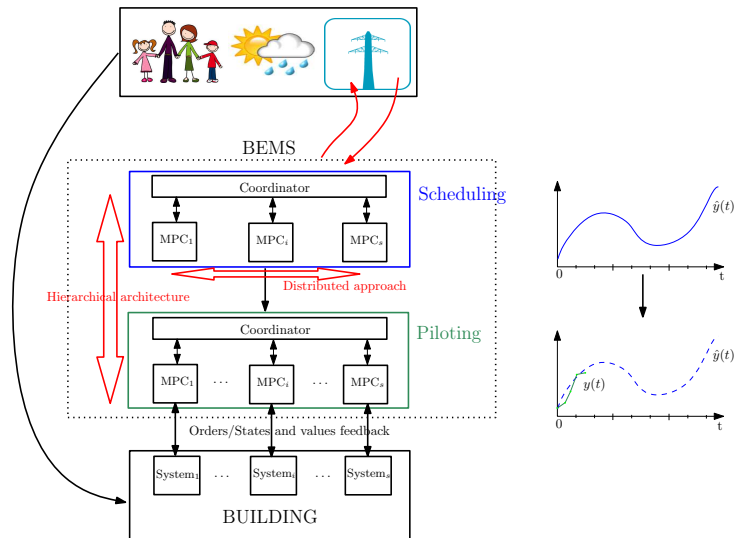 BEMS
Coordinator
Scheduling
MPC₁ MPCᵢ MPCₛ
Distributed approach
Hierarchical architecture
Coordinator
Piloting
MPC₁ ... MPCᵢ ... MPCₛ
Orders/States and values feedback
System₁ ... Systemᵢ ... Systemₛ
BUILDING
ŷ(t)
0 t
ŷ(t)
y(t)
0 t